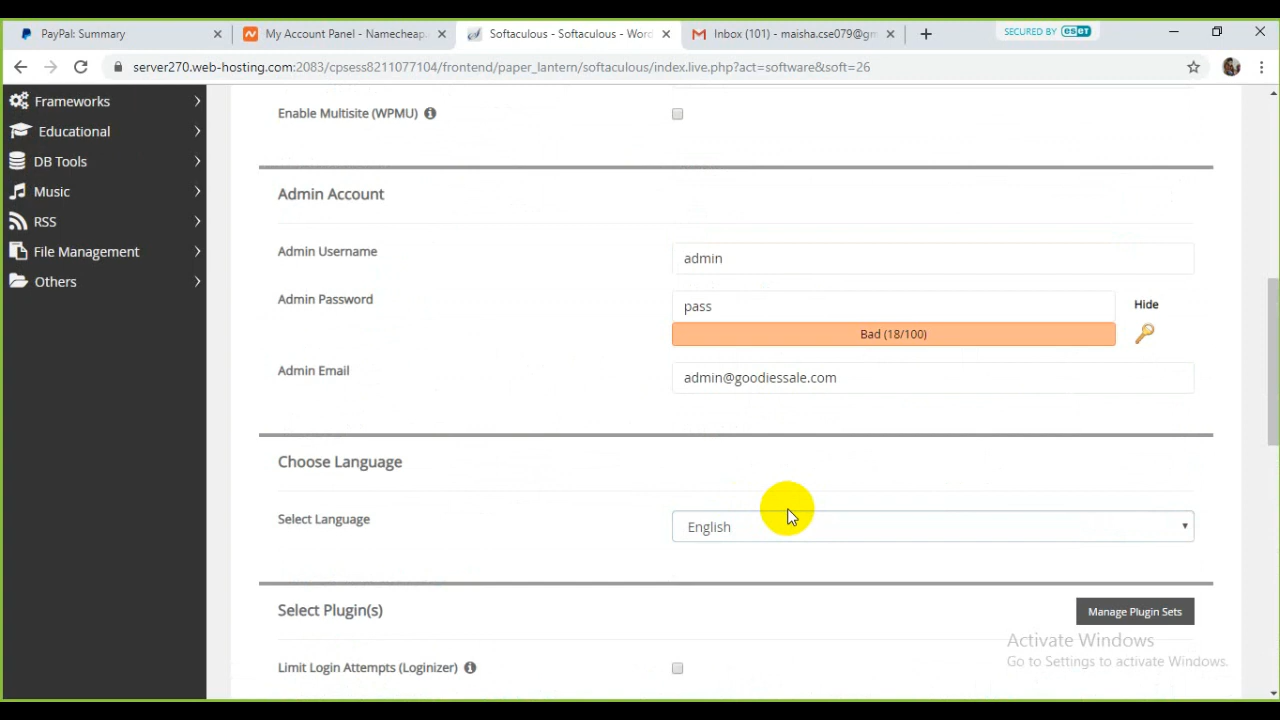 PayPal: Summary
My Account Panel - Namecheap.
Softaculous - Softaculous - Word
Inbox (101) - maisha.cse079@gm
SECURED BY eset
server270.web-hosting.com:2083/cpsess8211077104/frontend/paper_lantern/softaculous/index.live.php?act=software&soft=26
Frameworks
Educational
DB Tools
Music
RSS
File Management
Others
Enable Multisite (WPMU)
Admin Account
Admin Username
admin
Admin Password
pass
Hide
Bad (18/100)
Admin Email
admin@goodiessale.com
Choose Language
Select Language
English
Select Plugin(s)
Manage Plugin Sets
Limit Login Attempts (Loginizer)
Activate Windows
Go to Settings to activate Windows.